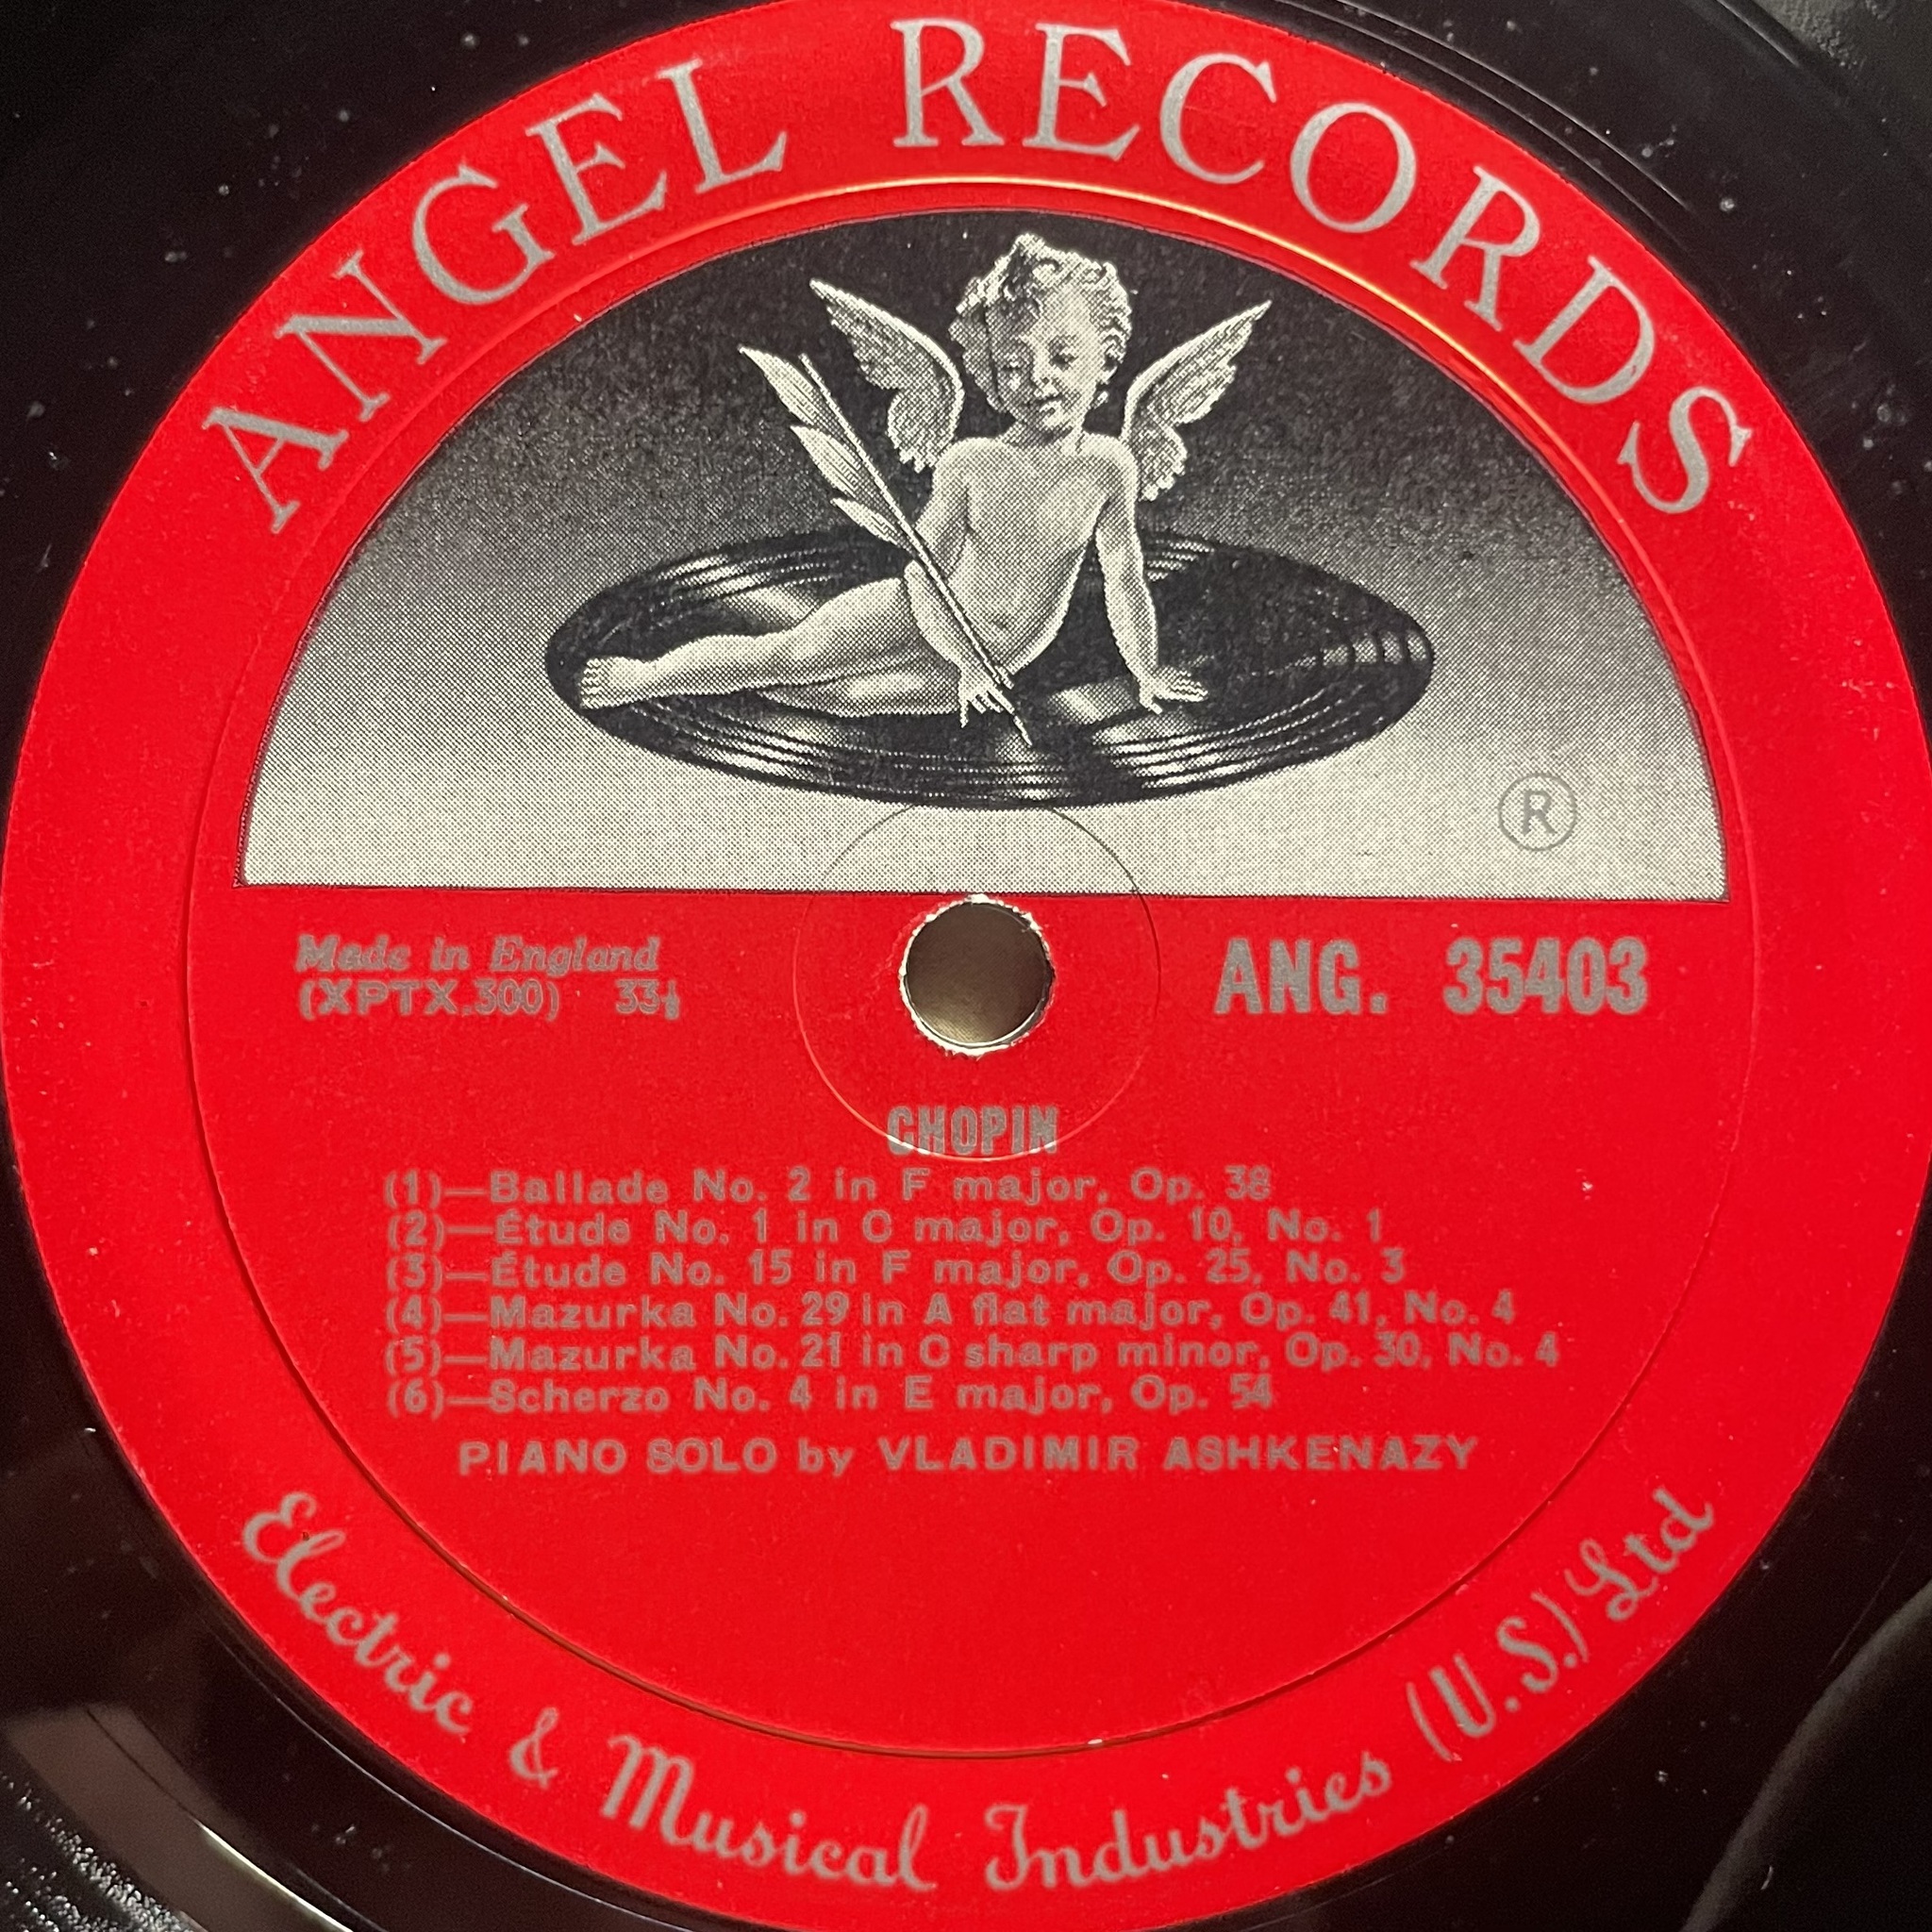 ANGEL RECORDS
®
Made in England
(XPTX.300) 33⅓
ANG. 35403
CHOPIN
(1)—Ballade No. 2 in F major, Op. 38
(2)—Étude No. 1 in C major, Op. 10, No. 1
(3)—Étude No. 15 in F major, Op. 25, No. 3
(4)—Mazurka No. 29 in A flat major, Op. 41, No. 4
(5)—Mazurka No. 21 in C sharp minor, Op. 30, No. 4
(6)—Scherzo No. 4 in E major, Op. 54
PIANO SOLO by VLADIMIR ASHKENAZY
Electric & Musical Industries (U.S.) Ltd